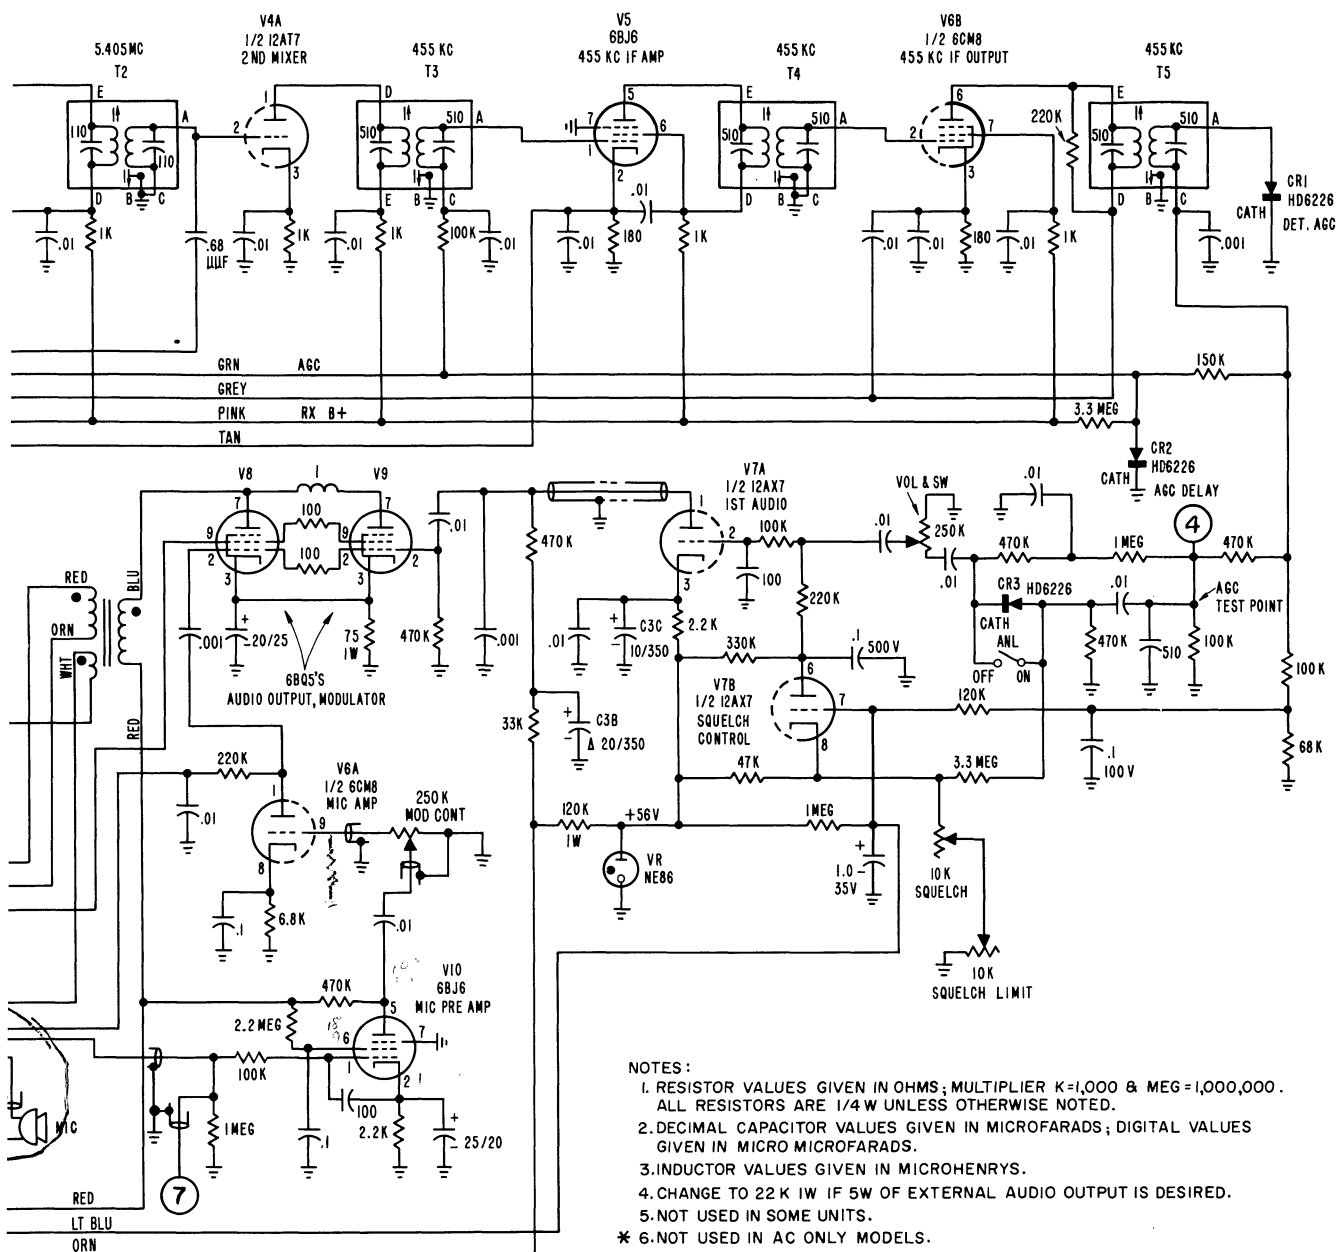 V4A
1/2 12AT7
2ND MIXER
V5
6BJ6
455 KC IF AMP
V6B
1/2 6CM8
455 KC IF OUTPUT
5.405MC
T2
455 KC
T3
455 KC
T4
455 KC
T5
E
110
110
A
D
B
C
1
2
3
D
510
510
A
E
B
C
5
7
1
6
2
E
510
510
A
D
B
C
6
2
7
3
220K
E
510
510
A
D
B
C
CR1
HD6226
CATH
DET. AGC
.01
1K
.68
µµF
.01
1K
.01
1K
100K
.01
.01
180
.01
1K
.01
.01
180
.01
1K
.001
GRN AGC
GREY
PINK RX B+
TAN
150K
3.3 MEG
CR2
HD6226
CATH
AGC DELAY
V8
1
V9
7
9
2
3
100
100
7
9
2
2
3
.01
RED
ORN
WHT
BLU
RED
.001
+
-20/25
75
1W
470K
.001
6BQ5'S
AUDIO OUTPUT, MODULATOR
470K
33K
+
-
C3B
Δ 20/350
V7A
1/2 12AX7
1ST AUDIO
1
2
3
100K
100
.01
+
-
C3C
10/350
2.2K
220K
330K
.1
500V
V7B
1/2 12AX7
SQUELCH
CONTROL
6
7
8
VOL & SW
.01
250K
.01
.01
470K
1MEG
4
470K
CR3 HD6226
CATH
ANL
OFF ON
.01
AGC
TEST POINT
470K
510
100K
100K
120K
.1
100V
68K
47K
3.3 MEG
120K
1W
+56V
VR
NE86
1MEG
+
1.0 -
35V
10K
SQUELCH
10K
SQUELCH LIMIT
220K
.01
V6A
1/2 6CM8
MIC AMP
1
9
8
250K
MOD CONT
.1
6.8K
.01
470K
V10
6BJ6
MIC PRE AMP
2.2MEG
5
6
7
1
2
100K
100
1MEG
.1
2.2K
+
-
25/20
MIC
7
RED
LT BLU
ORN
NOTES:
1. RESISTOR VALUES GIVEN IN OHMS; MULTIPLIER K=1,000 & MEG=1,000,000.
ALL RESISTORS ARE 1/4W UNLESS OTHERWISE NOTED.
2. DECIMAL CAPACITOR VALUES GIVEN IN MICROFARADS; DIGITAL VALUES
GIVEN IN MICRO MICROFARADS.
3. INDUCTOR VALUES GIVEN IN MICROHENRYS.
4. CHANGE TO 22K 1W IF 5W OF EXTERNAL AUDIO OUTPUT IS DESIRED.
5. NOT USED IN SOME UNITS.
* 6. NOT USED IN AC ONLY MODELS.